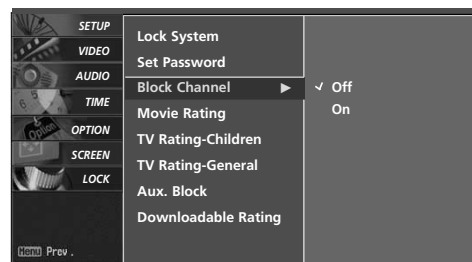 SETUP
VIDEO
AUDIO
TIME
OPTION
SCREEN
LOCK
Menu Prev.
Lock System
Set Password
Block Channel ►
Movie Rating
TV Rating-Children
TV Rating-General
Aux. Block
Downloadable Rating
✓ Off
On